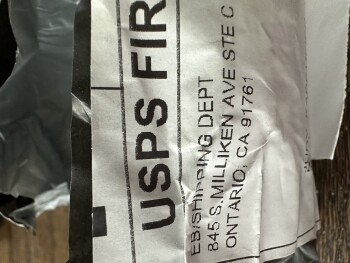 USPS FIR
EB/SHIPPING DEPT
845 S.MILLIKEN AVE STE C
ONTARIO, CA 91761